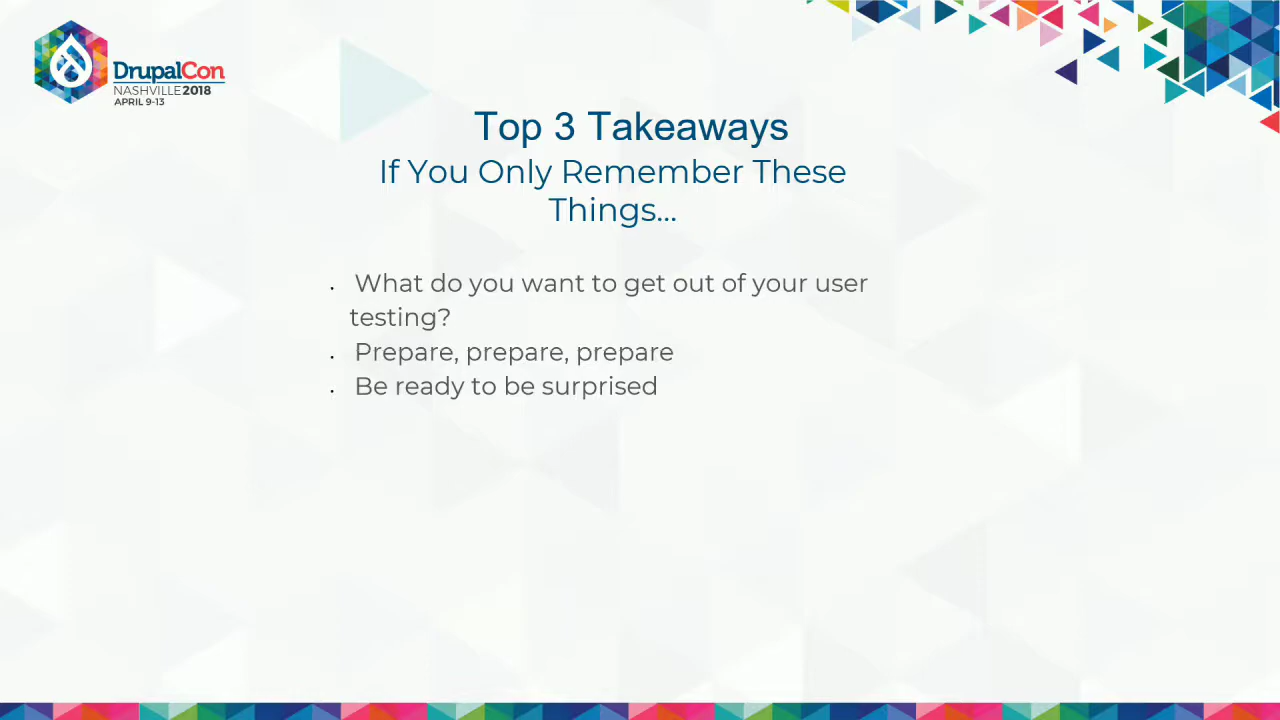 DrupalCon
NASHVILLE 2018
APRIL 9-13
Top 3 Takeaways
If You Only Remember These
Things...
• What do you want to get out of your user
testing?
• Prepare, prepare, prepare
• Be ready to be surprised